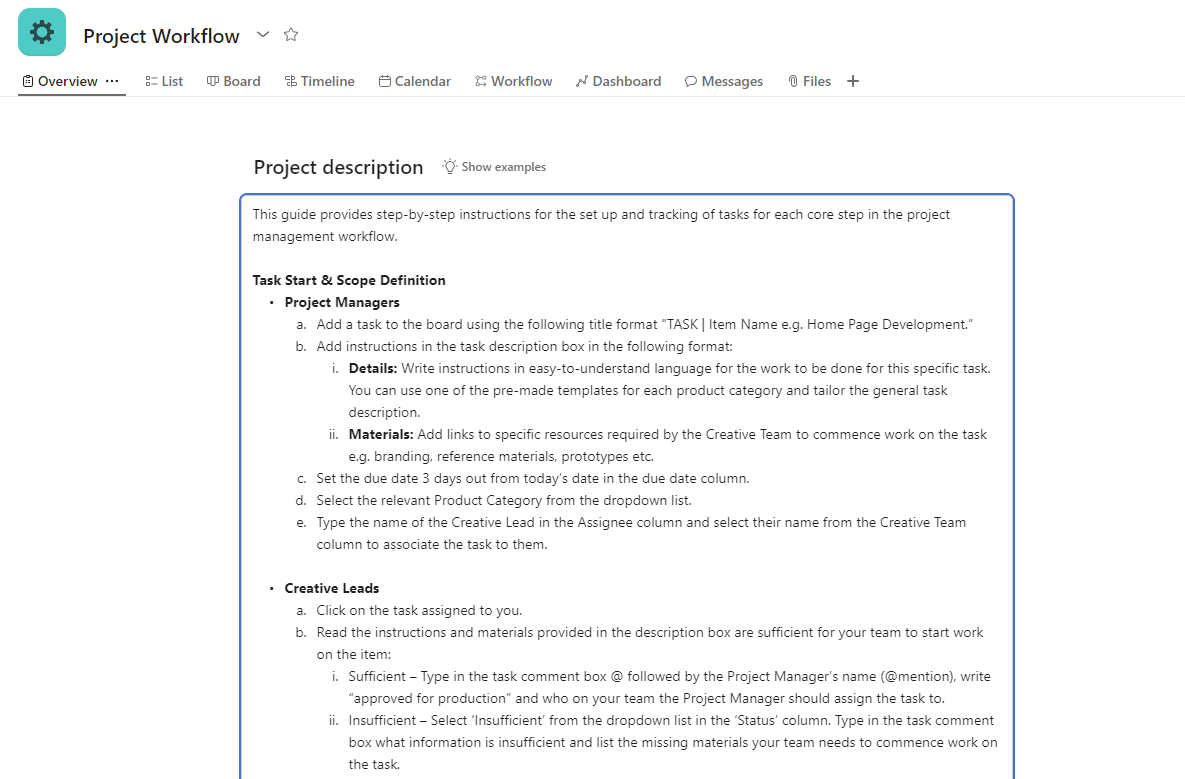 Project Workflow
Overview ··· List Board Timeline Calendar Workflow Dashboard Messages Files +
Project description Show examples
This guide provides step-by-step instructions for the set up and tracking of tasks for each core step in the project
management workflow.
Task Start & Scope Definition
• Project Managers
a. Add a task to the board using the following title format "TASK | Item Name e.g. Home Page Development.”
b. Add instructions in the task description box in the following format:
i. Details: Write instructions in easy-to-understand language for the work to be done for this specific task.
You can use one of the pre-made templates for each product category and tailor the general task
description.
ii. Materials: Add links to specific resources required by the Creative Team to commence work on the task
e.g. branding, reference materials, prototypes etc.
c. Set the due date 3 days out from today’s date in the due date column.
d. Select the relevant Product Category from the dropdown list.
e. Type the name of the Creative Lead in the Assignee column and select their name from the Creative Team
column to associate the task to them.
• Creative Leads
a. Click on the task assigned to you.
b. Read the instructions and materials provided in the description box are sufficient for your team to start work
on the item:
i. Sufficient – Type in the task comment box @ followed by the Project Manager’s name (@mention), write
“approved for production” and who on your team the Project Manager should assign the task to.
ii. Insufficient – Select ‘Insufficient’ from the dropdown list in the ‘Status’ column. Type in the task comment
box what information is insufficient and list the missing materials your team needs to commence work on
the task.